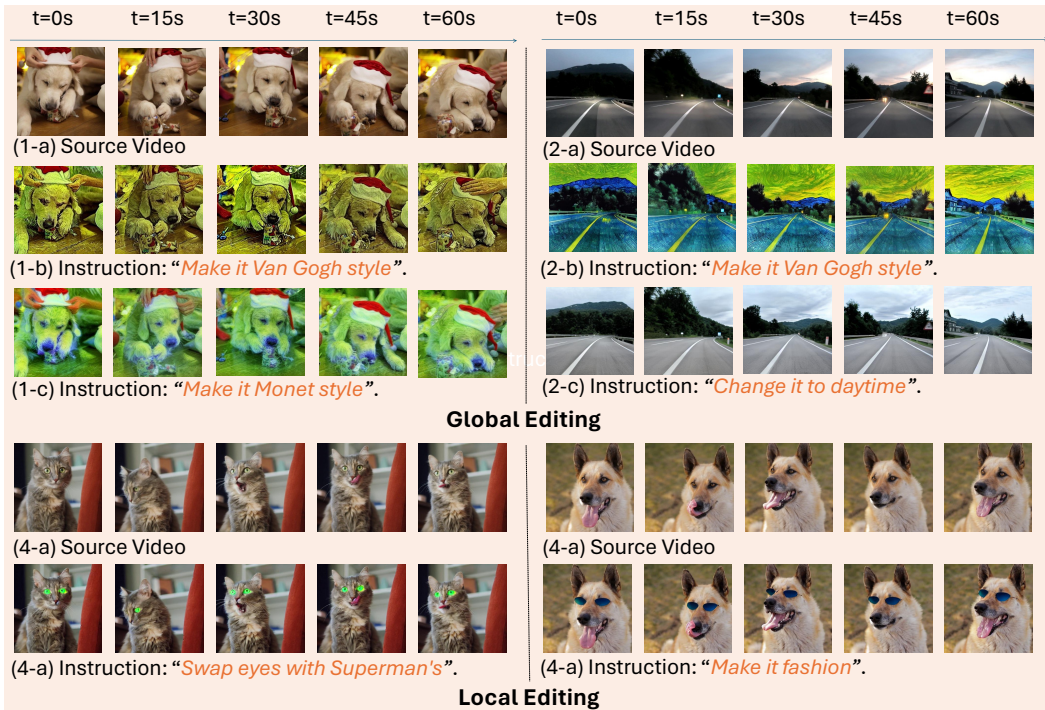 t=0s t=15s t=30s t=45s t=60s
t=0s t=15s t=30s t=45s t=60s
(1-a) Source Video
(2-a) Source Video
(1-b) Instruction: “Make it Van Gogh style”.
(2-b) Instruction: “Make it Van Gogh style”.
truc
(1-c) Instruction: “Make it Monet style”.
(2-c) Instruction: “Change it to daytime”.
Global Editing
(4-a) Source Video
(4-a) Source Video
(4-a) Instruction: “Swap eyes with Superman's”.
(4-a) Instruction: “Make it fashion”.
Local Editing